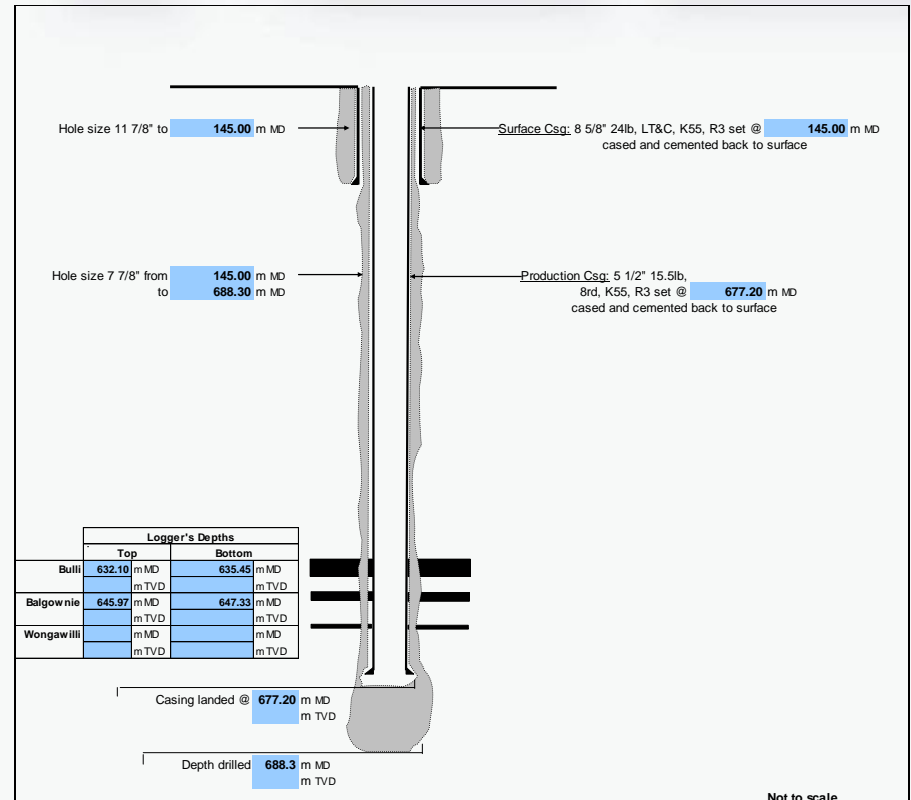 Hole size 11 7/8" to 145.00 m MD
Surface Csg: 8 5/8" 24lb, LT&C, K55, R3 set @ 145.00 m MD
cased and cemented back to surface
Hole size 7 7/8" from 145.00 m MD
to 688.30 m MD
Production Csg: 5 1/2" 15.5lb,
8rd, K55, R3 set @ 677.20 m MD
cased and cemented back to surface
Logger's Depths
Top Bottom
Bulli 632.10 m MD 635.45 m MD
m TVD m TVD
Balgownie 645.97 m MD 647.33 m MD
m TVD m TVD
Wongawilli m MD m MD
m TVD m TVD
Casing landed @ 677.20 m MD
m TVD
Depth drilled 688.3 m MD
m TVD
Not to scale